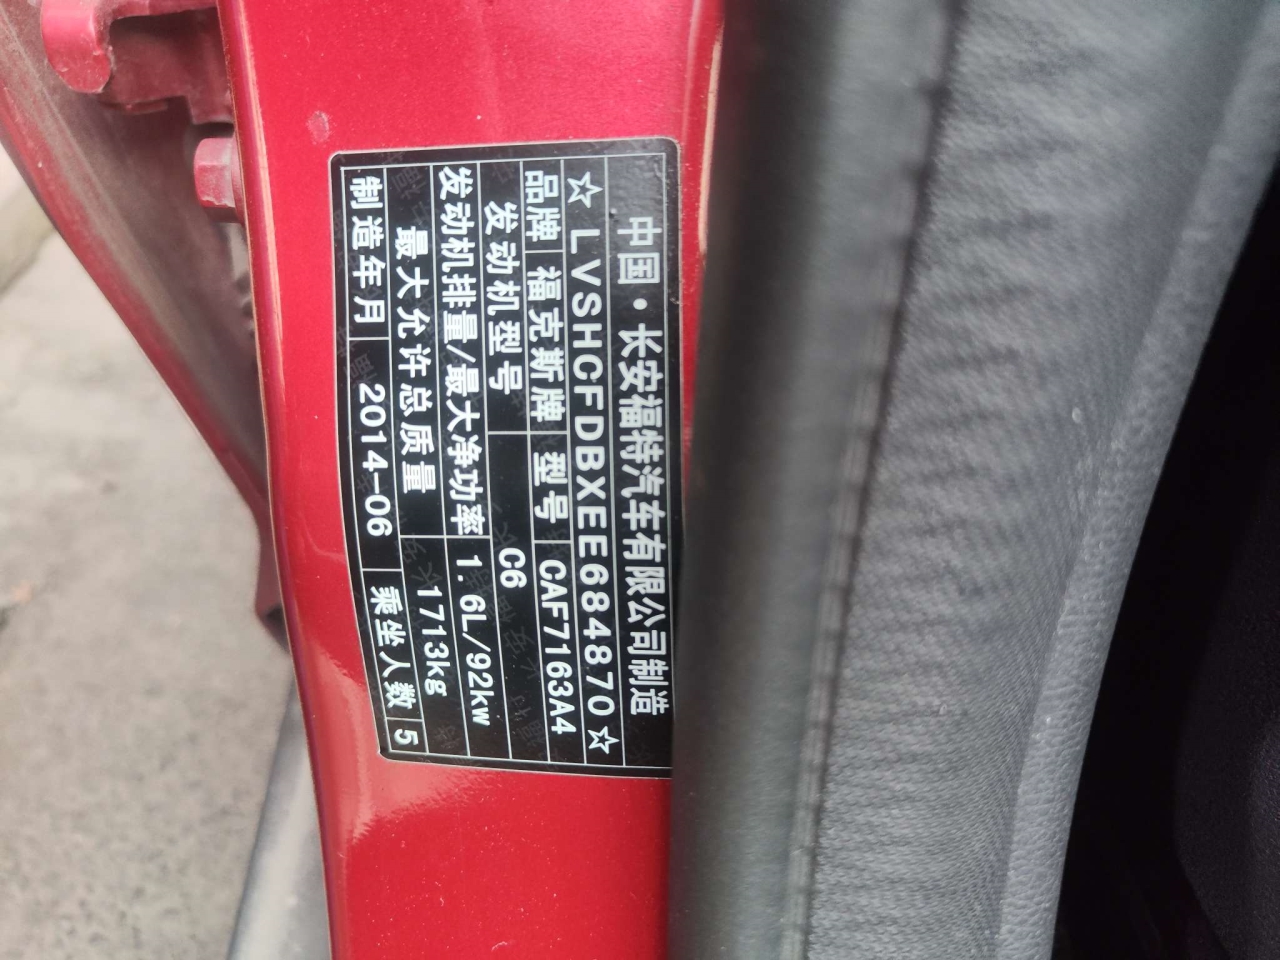 中国·长安福特汽车有限公司制造
☆LVSHCFDBXEE684870☆
品牌 福克斯牌 型号 CAF7163A4
发动机型号 C6
发动机排量/最大净功率 1.6L/92kw
最大允许总质量 1713kg
制造年月 2014-06 乘坐人数 5